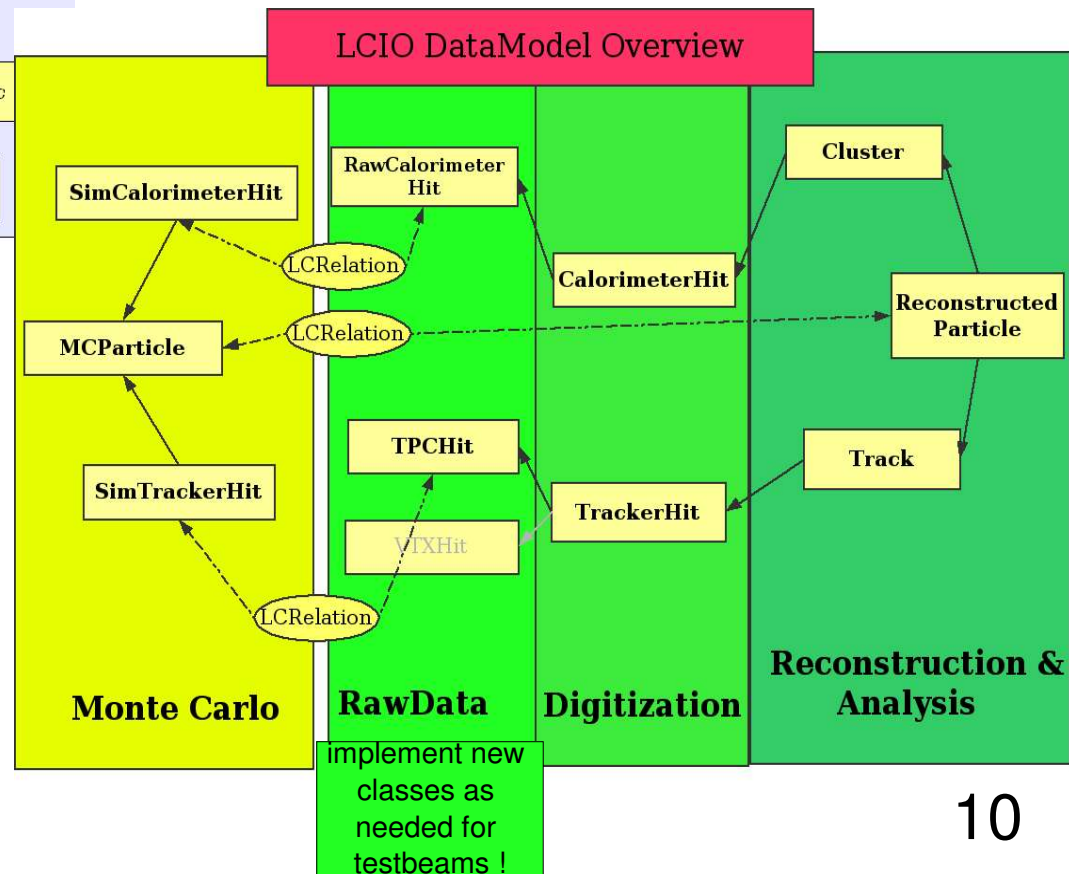 LCIO DataModel Overview
c
SimCalorimeterHit
RawCalorimeter
Hit
Cluster
LCRelation
CalorimeterHit
Reconstructed
Particle
LCRelation
MCParticle
TPCHit
Track
SimTrackerHit
TrackerHit
VTXHit
LCRelation
Monte Carlo
RawData
Digitization
Reconstruction &
Analysis
implement new
classes as
needed for
testbeams !
10